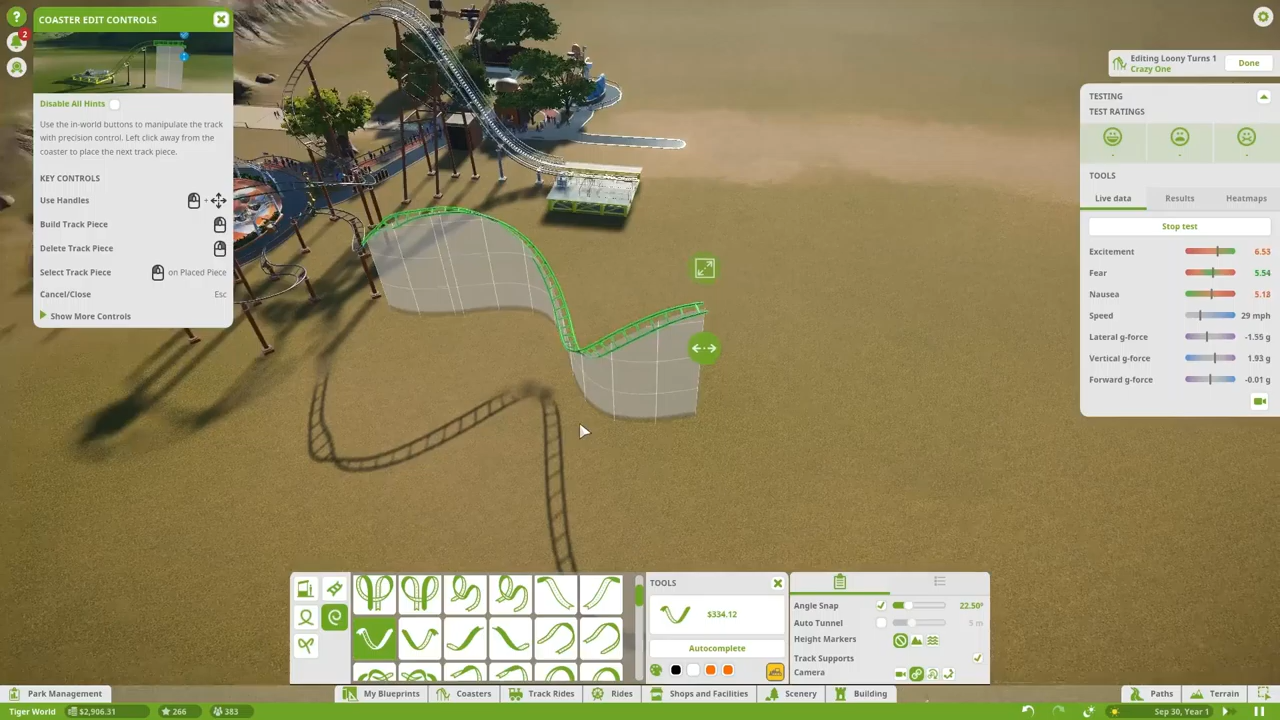 COASTER EDIT CONTROLS
2
Disable All Hints
Use the in-world buttons to manipulate the track
with precision control. Left click away from the
coaster to place the next track piece.
KEY CONTROLS
Use Handles +
Build Track Piece
Delete Track Piece
Select Track Piece on Placed Piece
Cancel/Close Esc
Show More Controls
Editing Loony Turns 1
Crazy One
Done
TESTING
TEST RATINGS
- - -
TOOLS
Live data Results Heatmaps
Stop test
Excitement 6.53
Fear 5.54
Nausea 5.18
Speed 29 mph
Lateral g-force -1.55 g
Vertical g-force 1.93 g
Forward g-force -0.01 g
TOOLS
$334.12
Autocomplete
Angle Snap 22.50°
Auto Tunnel 5 m
Height Markers
Track Supports
Camera
Park Management
My Blueprints
Coasters
Track Rides
Rides
Shops and Facilities
Scenery
Building
Paths
Terrain
Tiger World
$2,906.31
266
383
Sep 30, Year 1